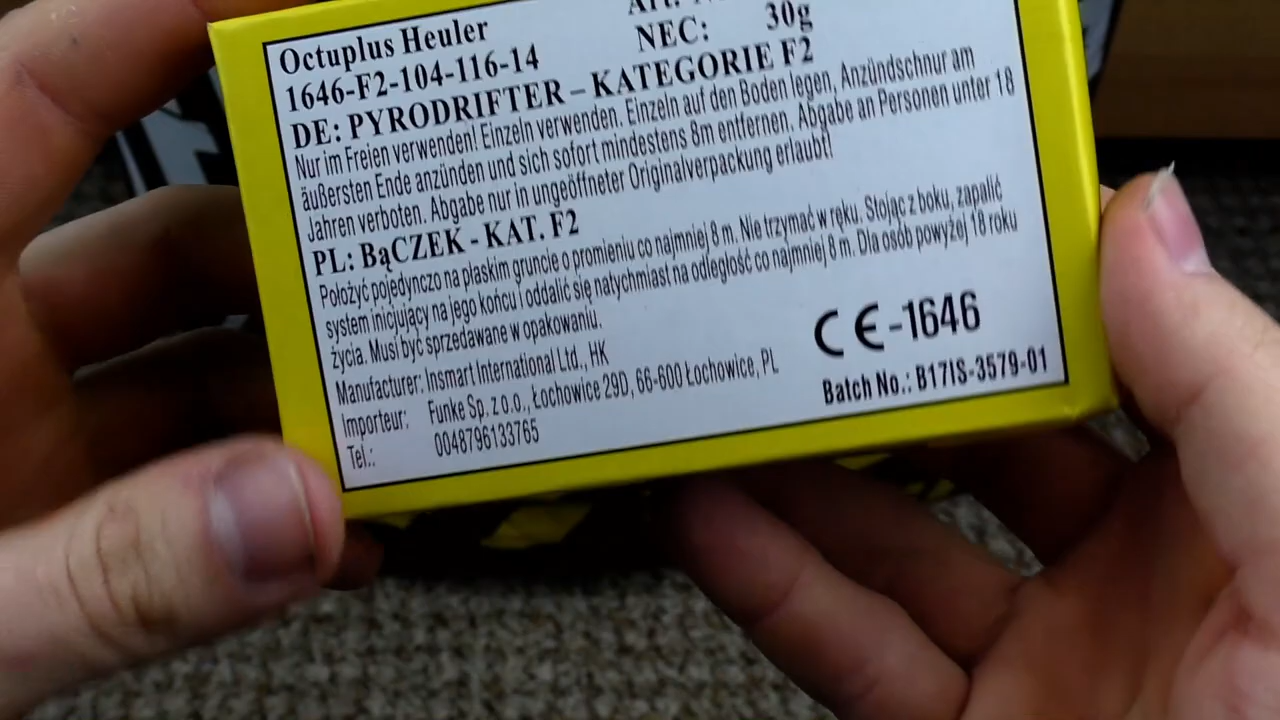 Octuplus Heuler
1646-F2-104-116-14
NEC: 30g
DE: PYRODRIFTER – KATEGORIE F2
Nur im Freien verwenden! Einzeln verwenden. Einzeln auf den Boden legen, Anzündschnur am
äußersten Ende anzünden und sich sofort mindestens 8m entfernen. Abgabe an Personen unter 18
Jahren verboten. Abgabe nur in ungeöffneter Originalverpackung erlaubt!
PL: BąCZEK - KAT. F2
Położyć pojedynczo na płaskim gruncie o promieniu co najmniej 8 m. Nie trzymać w ręku. Stojąc z boku, zapalić
system inicjujący na jego końcu i oddalić się natychmiast na odległość co najmniej 8 m. Dla osób powyżej 18 roku
życia. Musi być sprzedawane w opakowaniu.
Manufacturer: Insmart International Ltd., HK
Importeur: Funke Sp. z o.o., Łochowice 29D, 66-600 Łochowice, PL
Tel.: 0048796133765
CE-1646
Batch No.: B17IS-3579-01